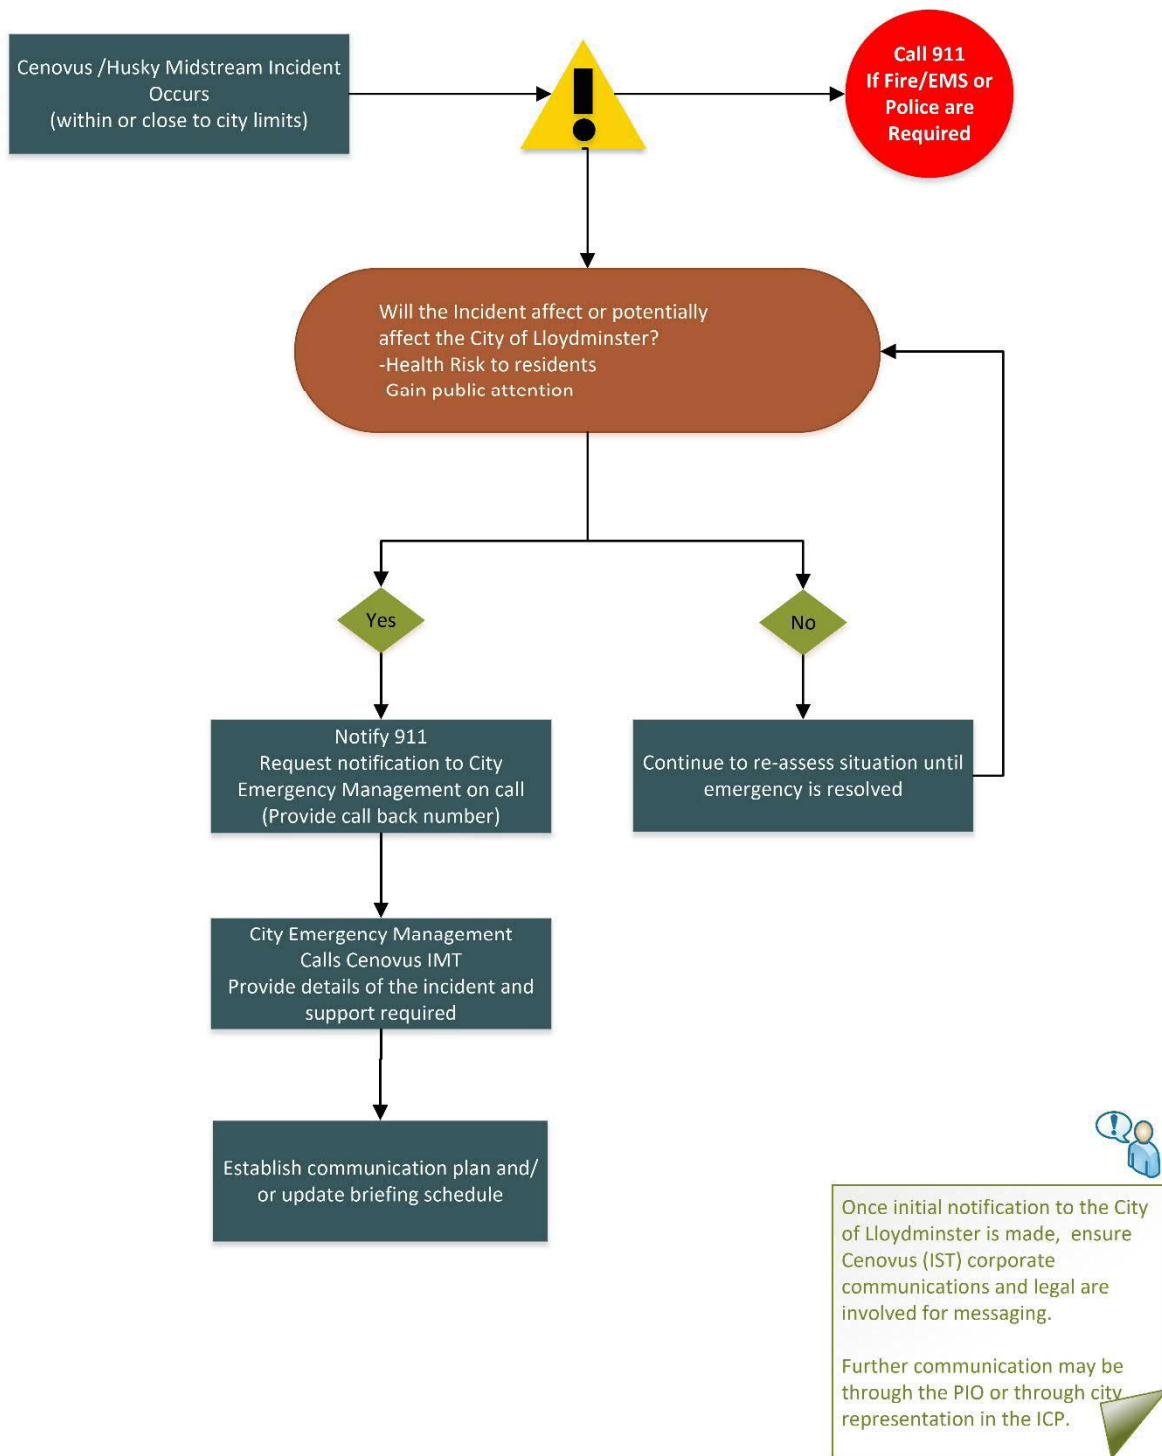 Cenovus /Husky Midstream Incident
Occurs
(within or close to city limits)
!
Call 911
If Fire/EMS or
Police are
Required
Will the Incident affect or potentially
affect the City of Lloydminster?
-Health Risk to residents
Gain public attention
Yes
No
Notify 911
Request notification to City
Emergency Management on call
(Provide call back number)
Continue to re-assess situation until
emergency is resolved
City Emergency Management
Calls Cenovus IMT
Provide details of the incident and
support required
Establish communication plan and/
or update briefing schedule
!
Once initial notification to the City
of Lloydminster is made, ensure
Cenovus (IST) corporate
communications and legal are
involved for messaging.
Further communication may be
through the PIO or through city
representation in the ICP.